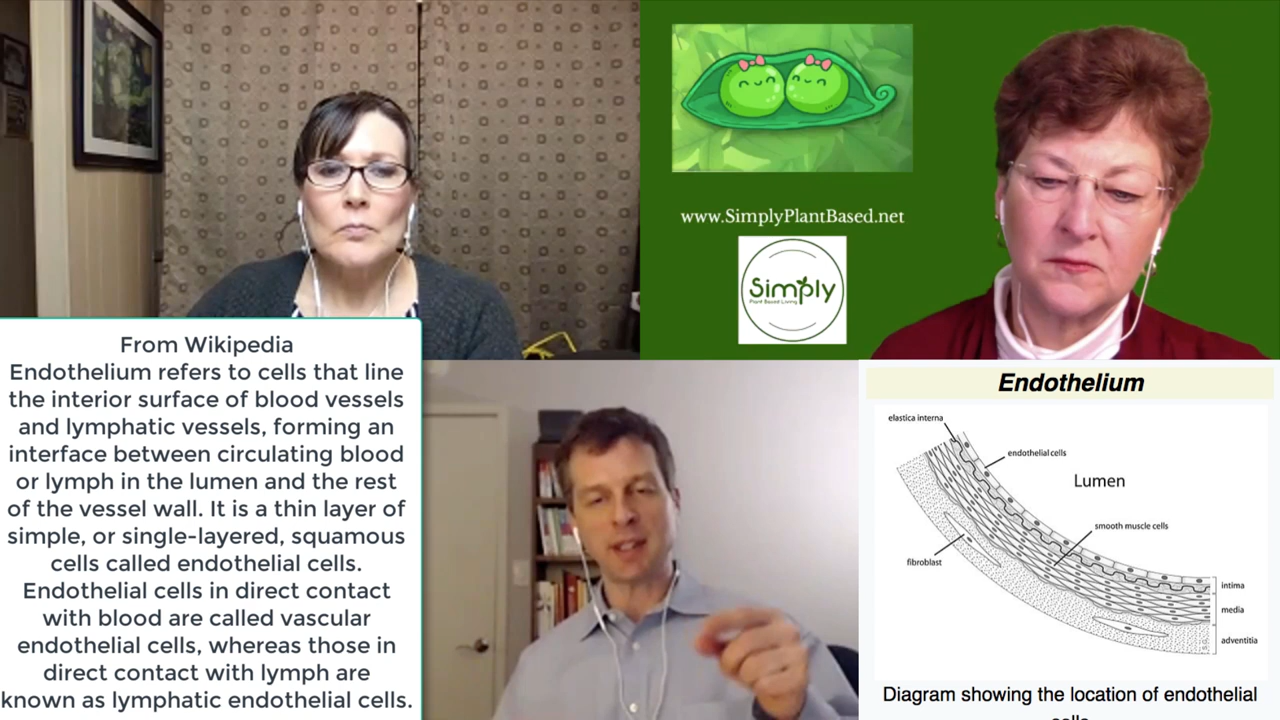 www.SimplyPlantBased.net
Simply
Plant Based Living
From Wikipedia
Endothelium refers to cells that line
the interior surface of blood vessels
and lymphatic vessels, forming an
interface between circulating blood
or lymph in the lumen and the rest
of the vessel wall. It is a thin layer of
simple, or single-layered, squamous
cells called endothelial cells.
Endothelial cells in direct contact
with blood are called vascular
endothelial cells, whereas those in
direct contact with lymph are
known as lymphatic endothelial cells.
Endothelium
elastica interna
endothelial cells
Lumen
smooth muscle cells
fibroblast
intima
media
adventitia
Diagram showing the location of endothelial
cells